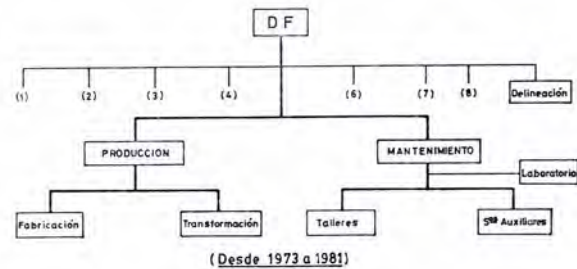 DF
(1) (2) (3) (4) (6) (7) (8) Delineación
PRODUCCION MANTENIMIENTO
Laboratorio
Fabricación Transformación Talleres Sºs Auxiliares
(Desde 1973 a 1981)